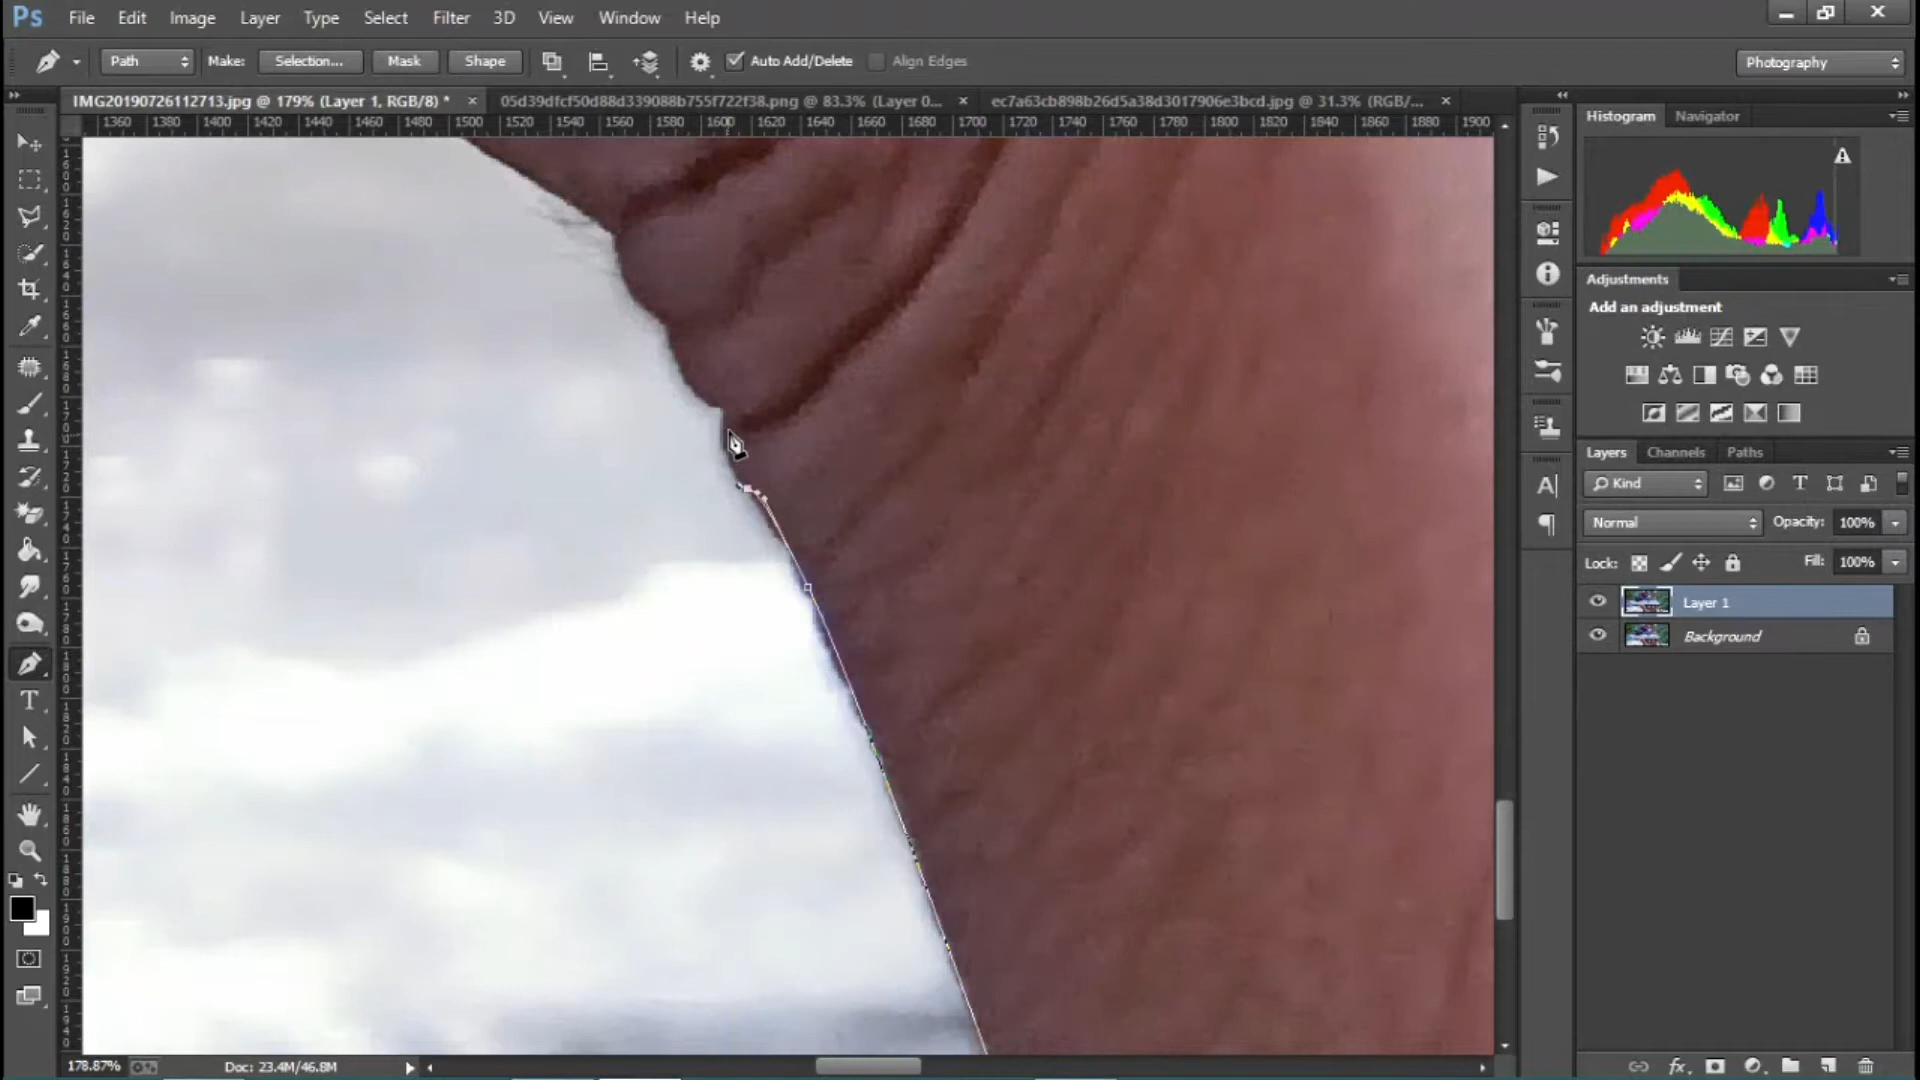 Ps File Edit Image Layer Type Select Filter 3D View Window Help
Path Make: Selection... Mask Shape Auto Add/Delete Align Edges Photography
IMG20190726112713.jpg @ 179% (Layer 1, RGB/8) * × 05d39dfcf50d88d339088b755f722f38.png @ 83.3% (Layer 0... × ec7a63cb898b26d5a38d3017906e3bcd.jpg @ 31.3% (RGB/... ×
1360 1380 1400 1420 1440 1460 1480 1500 1520 1540 1560 1580 1600 1620 1640 1660 1680 1700 1720 1740 1760 1780 1800 1820 1840 1860 1880 1900
Histogram Navigator
Adjustments
Add an adjustment
Layers Channels Paths
Kind
Normal Opacity: 100%
Lock: Fill: 100%
Layer 1
Background
178.87% Doc: 23.4M/46.8M